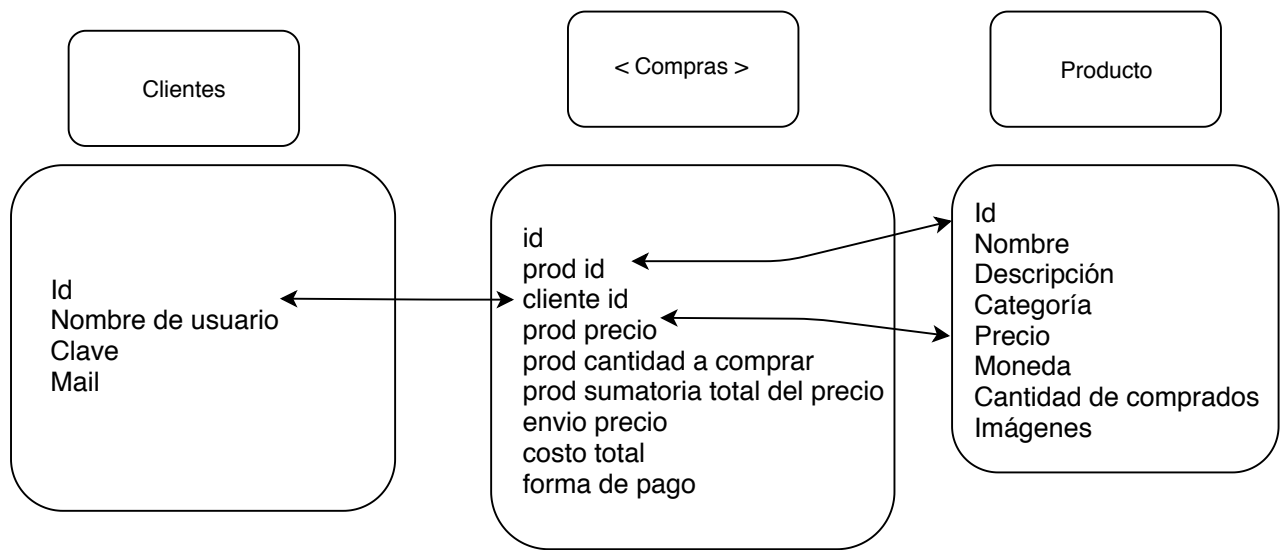 Clientes
< Compras >
Producto
Id
Nombre de usuario
Clave
Mail
id
prod id
cliente id
prod precio
prod cantidad a comprar
prod sumatoria total del precio
envio precio
costo total
forma de pago
Id
Nombre
Descripción
Categoría
Precio
Moneda
Cantidad de comprados
Imágenes